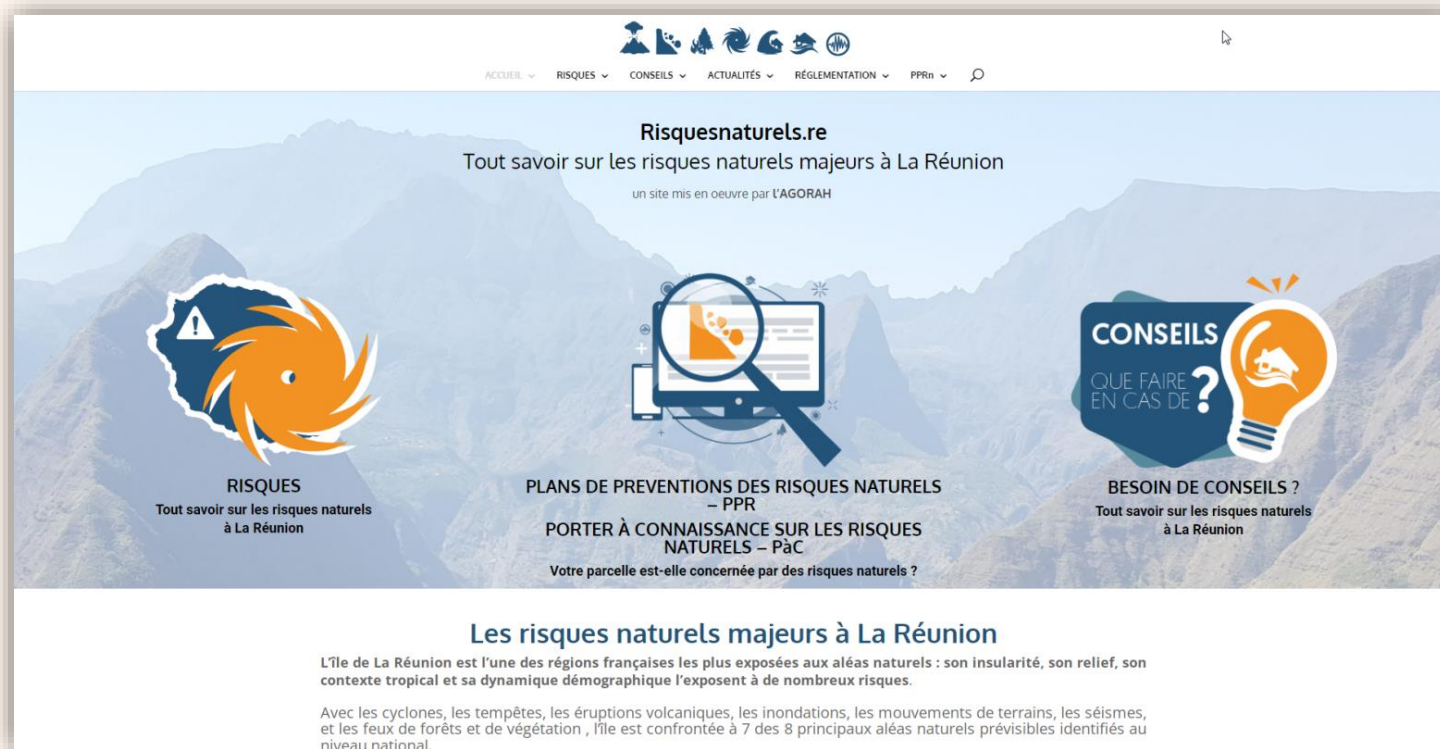 ACCUEIL RISQUES CONSEILS ACTUALITÉS RÉGLEMENTATION PPRn
Risquesnaturels.re
Tout savoir sur les risques naturels majeurs à La Réunion
un site mis en oeuvre par l'AGORAH
CONSEILS
QUE FAIRE
EN CAS DE ?
RISQUES
Tout savoir sur les risques naturels
à La Réunion
PLANS DE PREVENTIONS DES RISQUES NATURELS
– PPR
PORTER À CONNAISSANCE SUR LES RISQUES
NATURELS – PàC
Votre parcelle est-elle concernée par des risques naturels ?
BESOIN DE CONSEILS ?
Tout savoir sur les risques naturels
à La Réunion
Les risques naturels majeurs à La Réunion
L'île de La Réunion est l'une des régions françaises les plus exposées aux aléas naturels : son insularité, son relief, son
contexte tropical et sa dynamique démographique l'exposent à de nombreux risques.
Avec les cyclones, les tempêtes, les éruptions volcaniques, les inondations, les mouvements de terrains, les séismes,
et les feux de forêts et de végétation , l'île est confrontée à 7 des 8 principaux aléas naturels prévisibles identifiés au
niveau national.